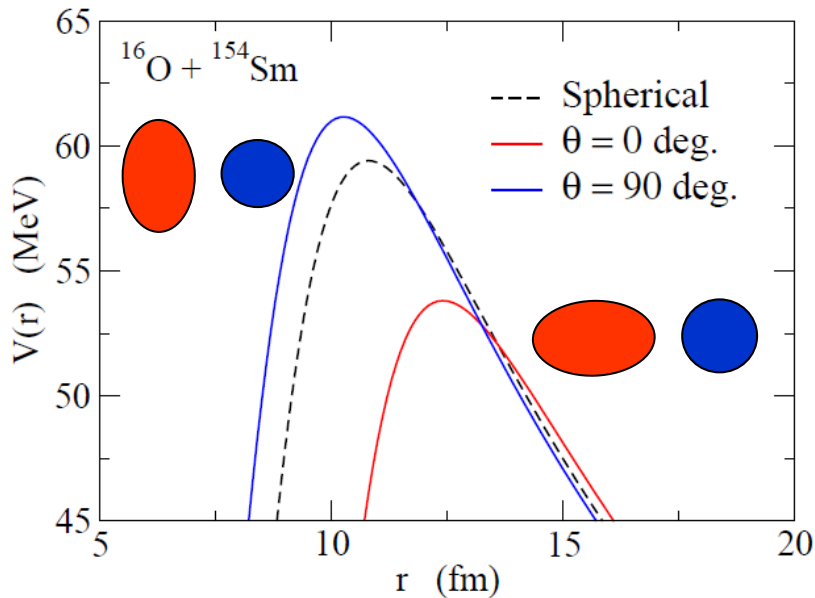 65
60
55
50
45
V(r) (MeV)
¹⁶O + ¹⁵⁴Sm
Spherical
θ = 0 deg.
θ = 90 deg.
5
10
15
20
r (fm)